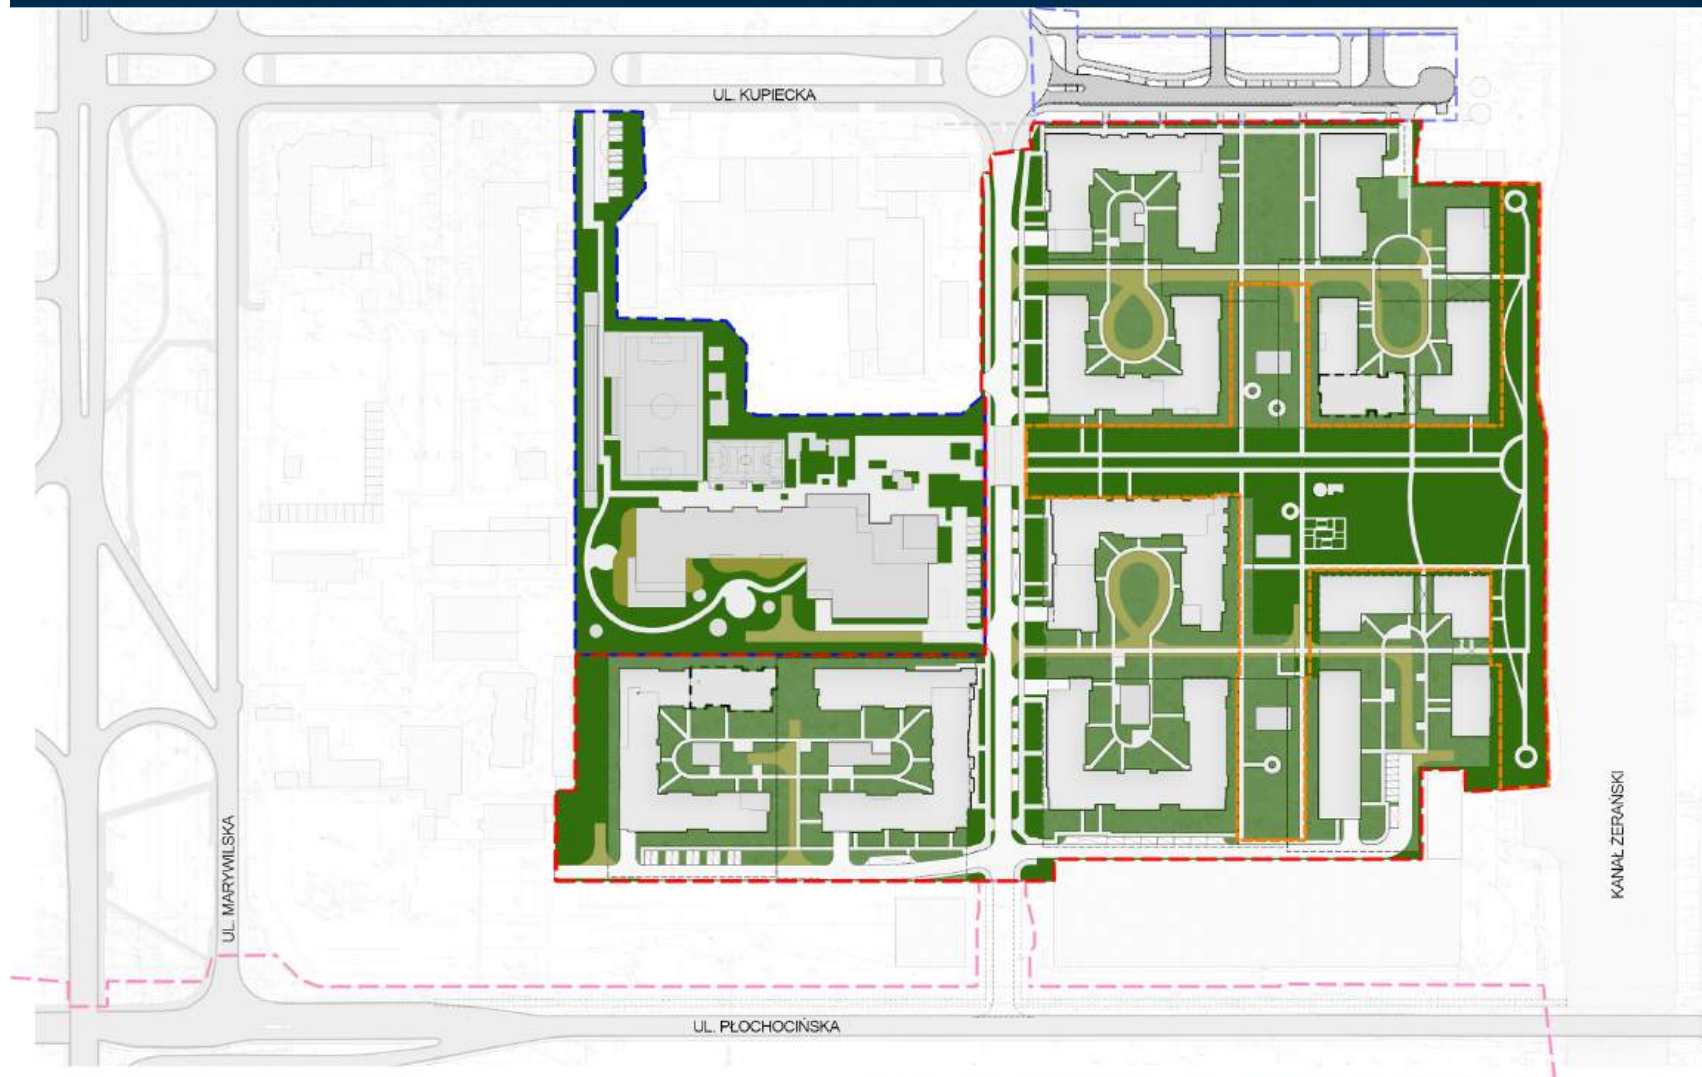 UL. KUPIECKA
UL. MARYWILSKA
KANAŁ ŻERAŃSKI
UL. PŁOCHOCIŃSKA